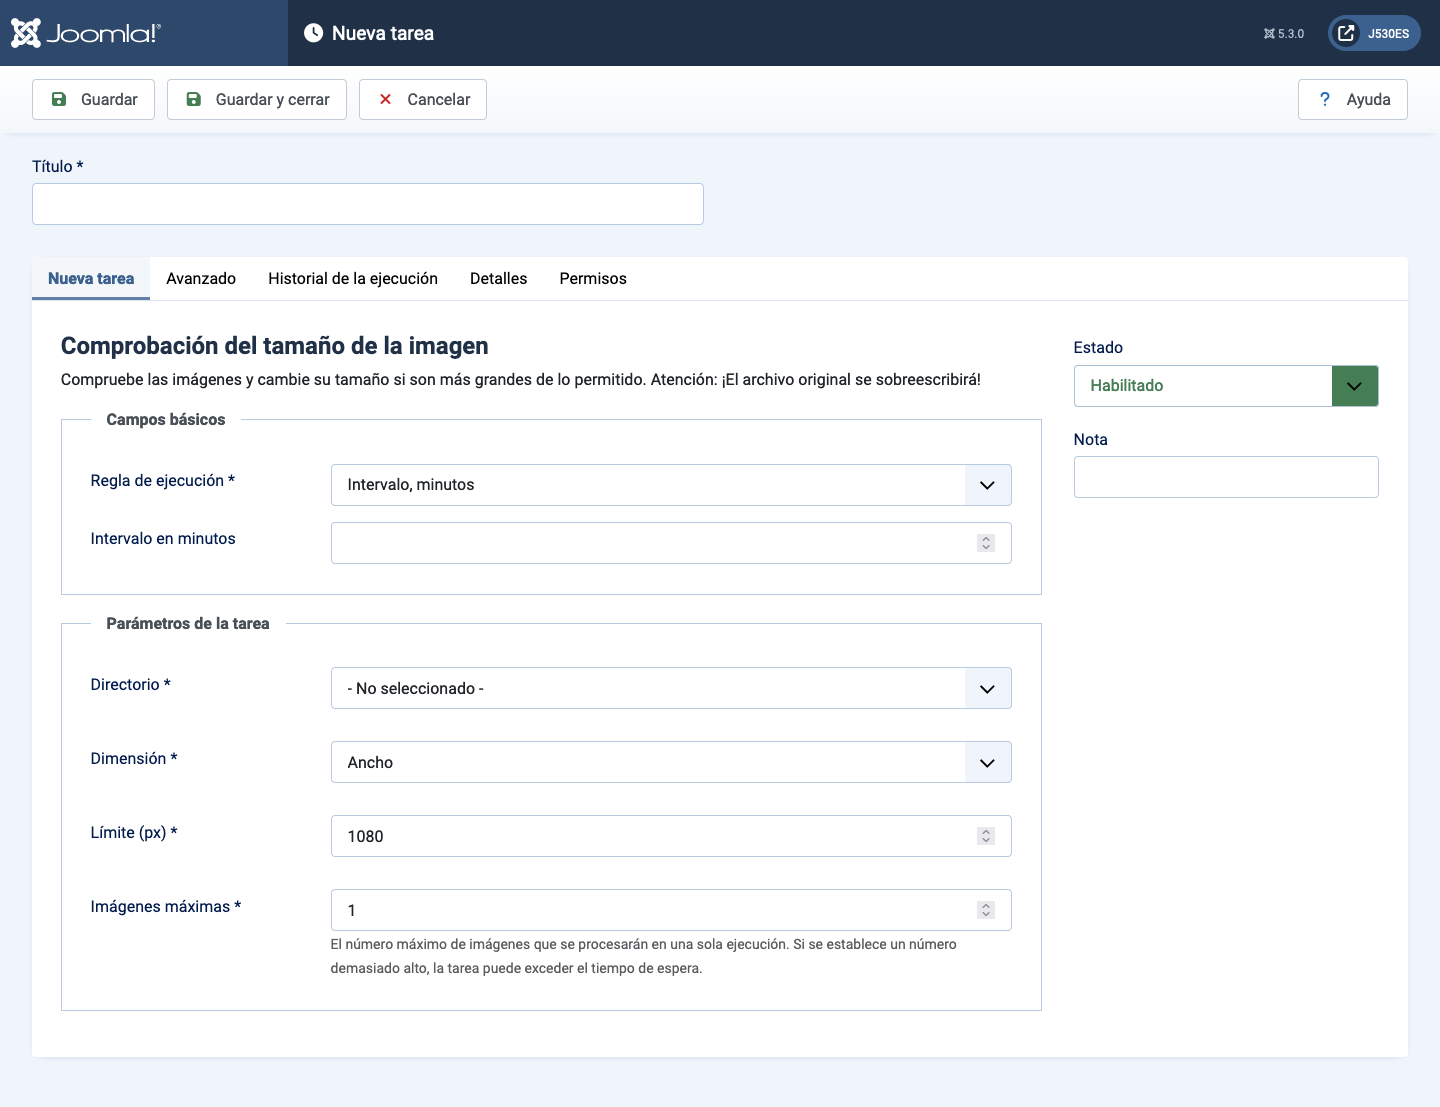 Joomla!®
Nueva tarea
5.3.0
J530ES
Guardar
Guardar y cerrar
Cancelar
? Ayuda
Título *
Nueva tarea
Avanzado
Historial de la ejecución
Detalles
Permisos
Comprobación del tamaño de la imagen
Compruebe las imágenes y cambie su tamaño si son más grandes de lo permitido. Atención: ¡El archivo original se sobreescribirá!
Campos básicos
Regla de ejecución *
Intervalo, minutos
Intervalo en minutos
Parámetros de la tarea
Directorio *
- No seleccionado -
Dimensión *
Ancho
Límite (px) *
1080
Imágenes máximas *
1
El número máximo de imágenes que se procesarán en una sola ejecución. Si se establece un número
demasiado alto, la tarea puede exceder el tiempo de espera.
Estado
Habilitado
Nota